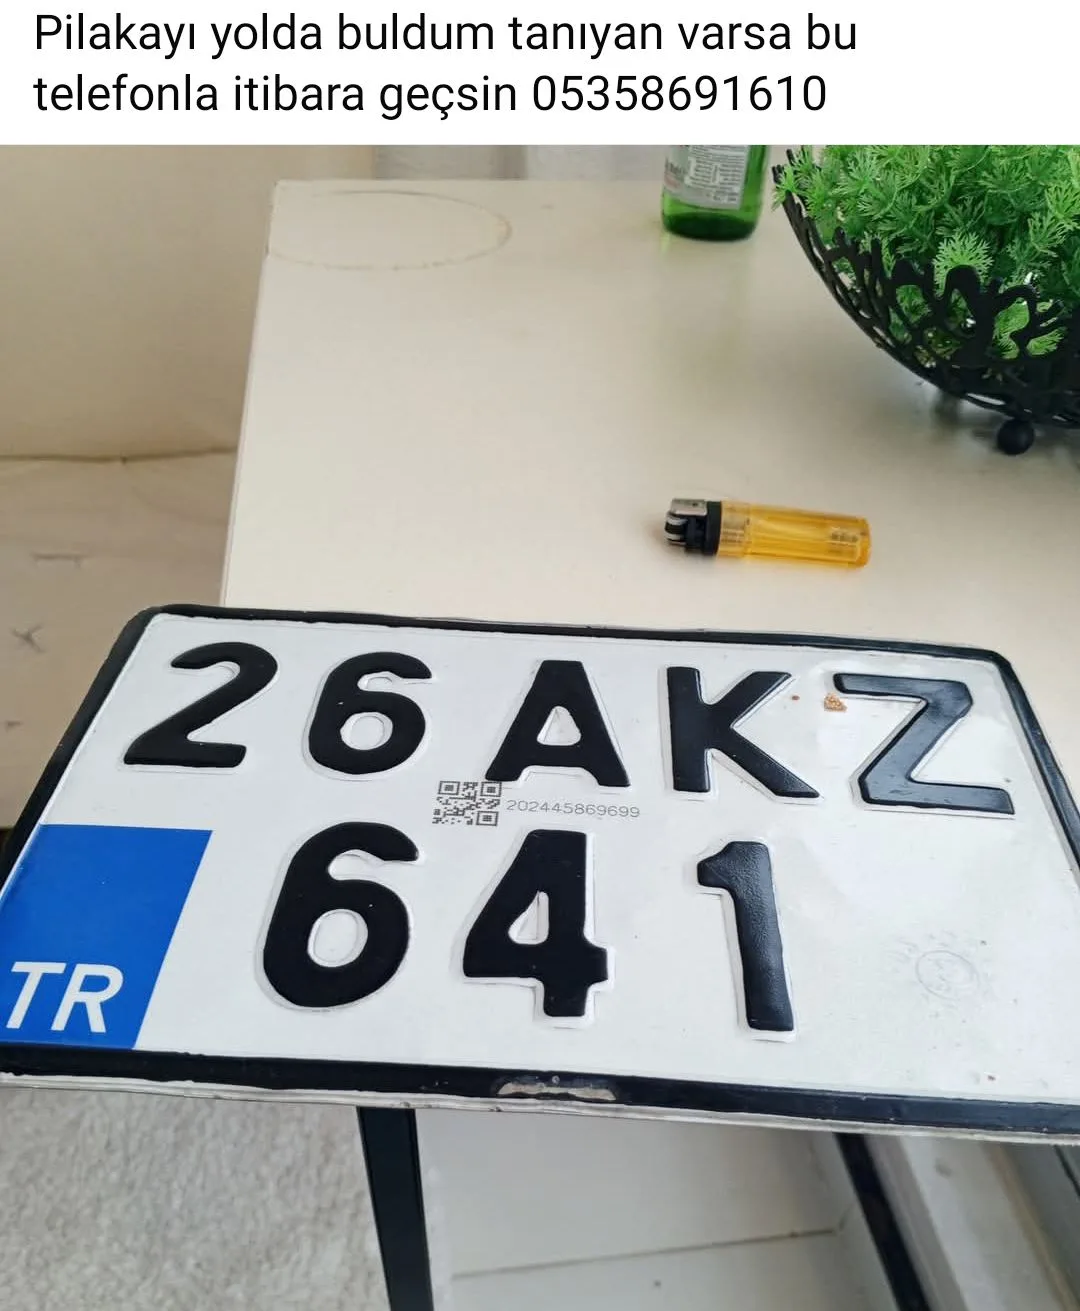 Pilakayı yolda buldum tanıyan varsa bu
telefonla itibara geçsin 05358691610
26 AKZ
202445869699
641
TR